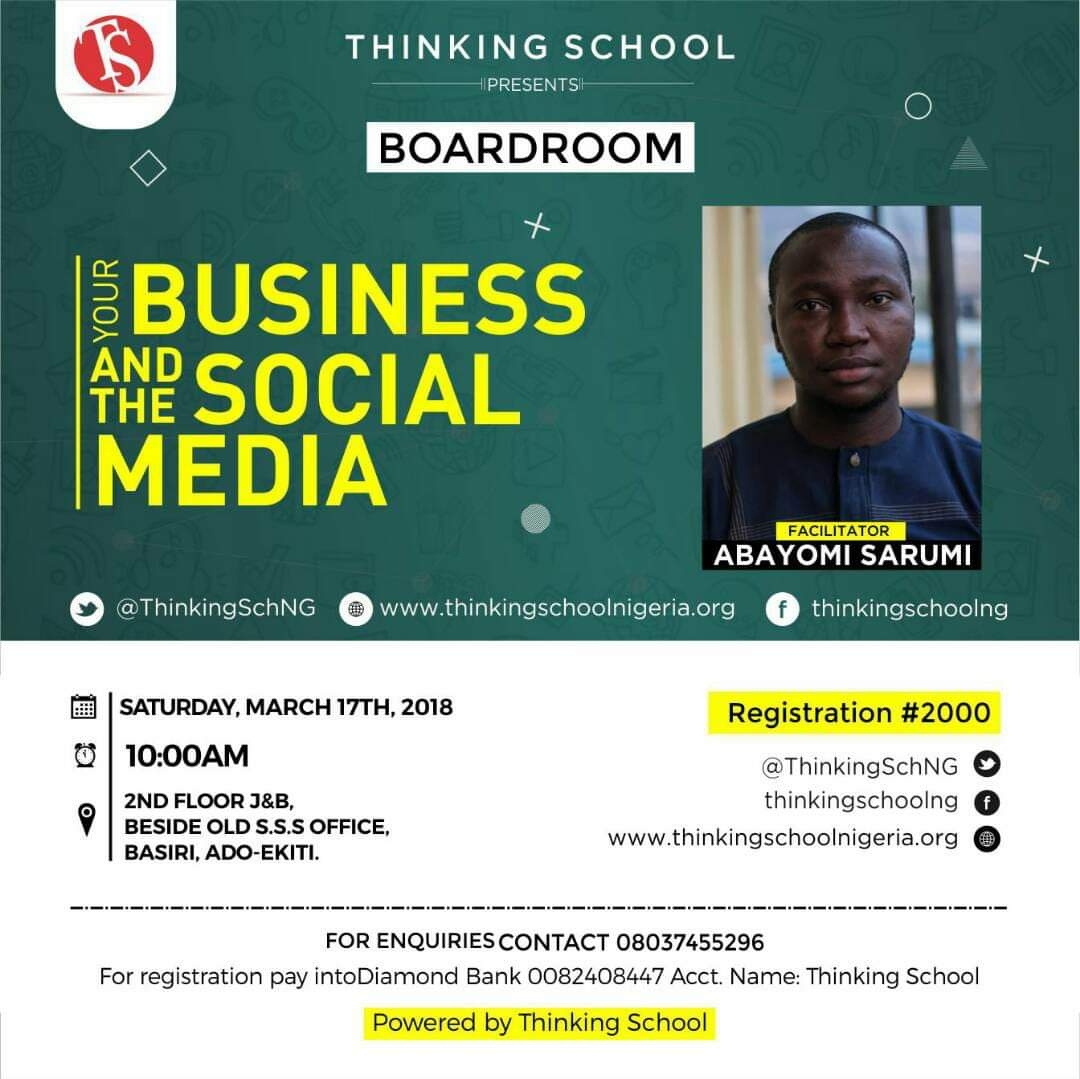 TS
THINKING SCHOOL
PRESENTS
BOARDROOM
YOUR BUSINESS
AND THE SOCIAL
MEDIA
FACILITATOR
ABAYOMI SARUMI
@ThinkingSchNG www.thinkingschoolnigeria.org f thinkingschoolng
SATURDAY, MARCH 17TH, 2018
10:00AM
2ND FLOOR J&B,
BESIDE OLD S.S.S OFFICE,
BASIRI, ADO-EKITI.
Registration #2000
@ThinkingSchNG
thinkingschoolng f
www.thinkingschoolnigeria.org
FOR ENQUIRIES CONTACT 08037455296
For registration pay intoDiamond Bank 0082408447 Acct. Name: Thinking School
Powered by Thinking School